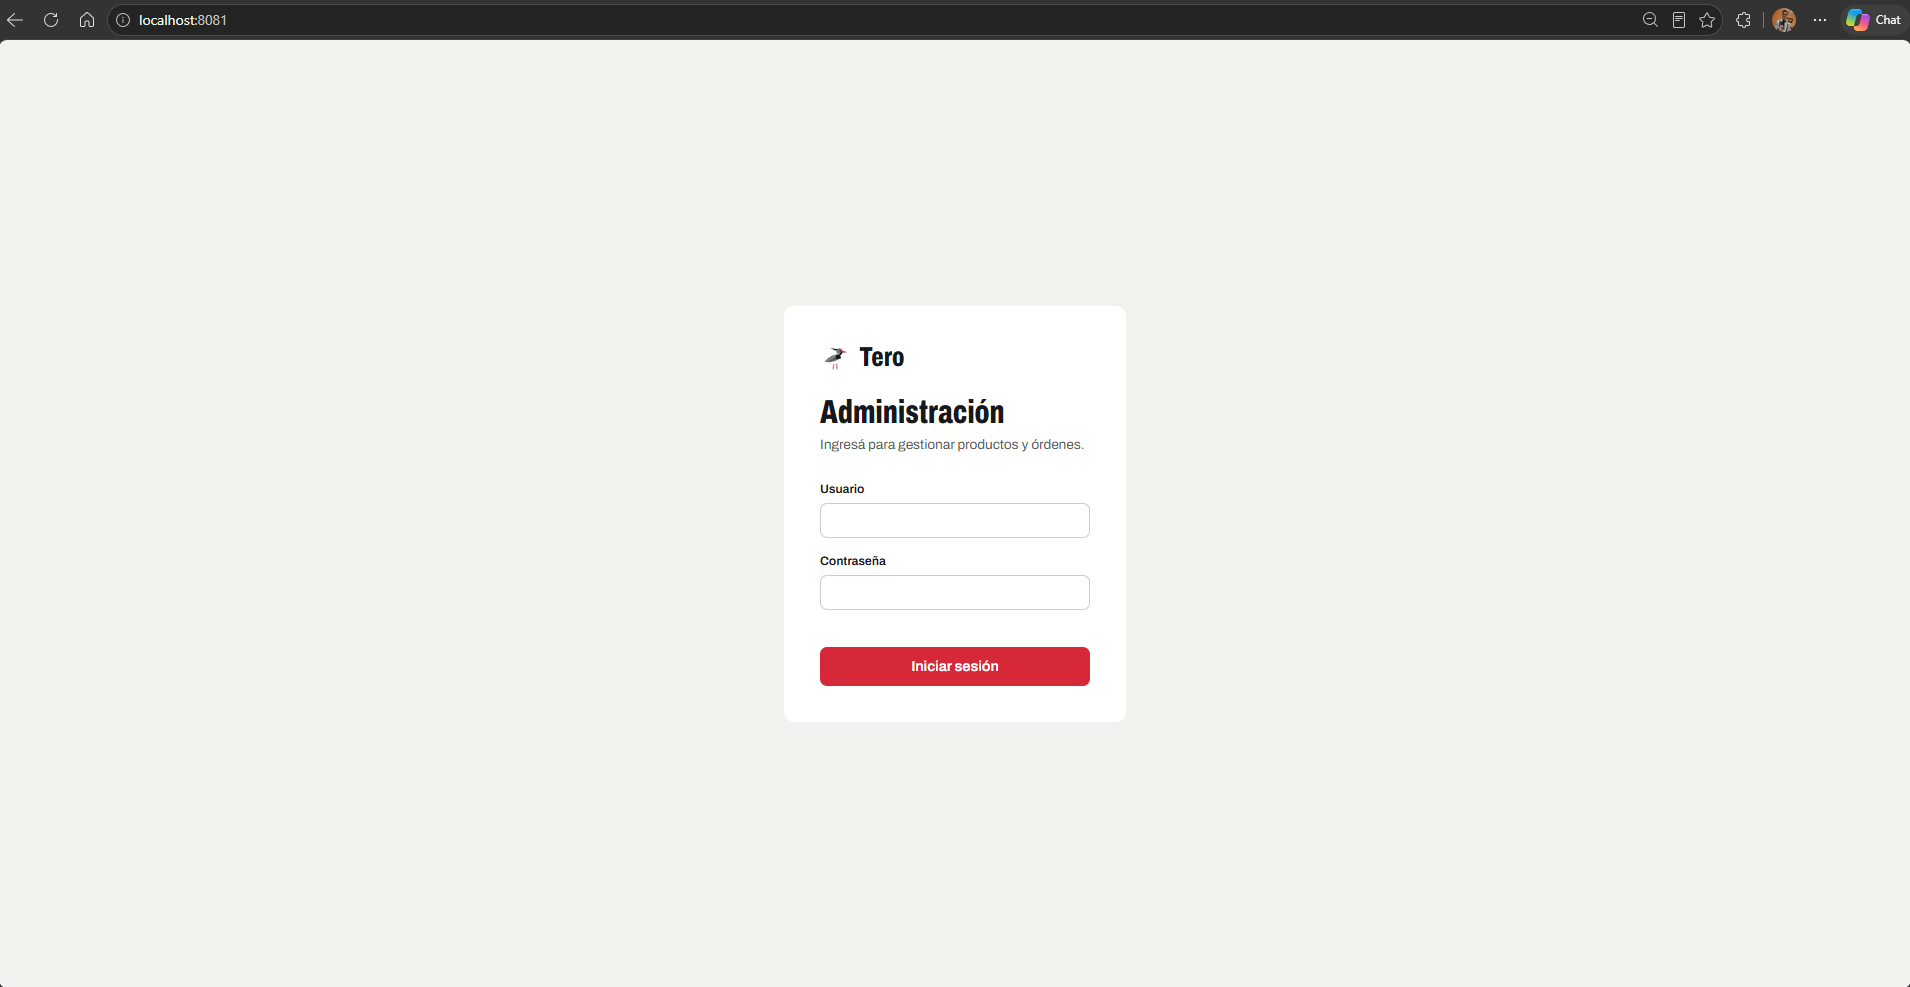 localhost:8081
Chat
Tero
Administración
Ingresá para gestionar productos y órdenes.
Usuario
Contraseña
Iniciar sesión